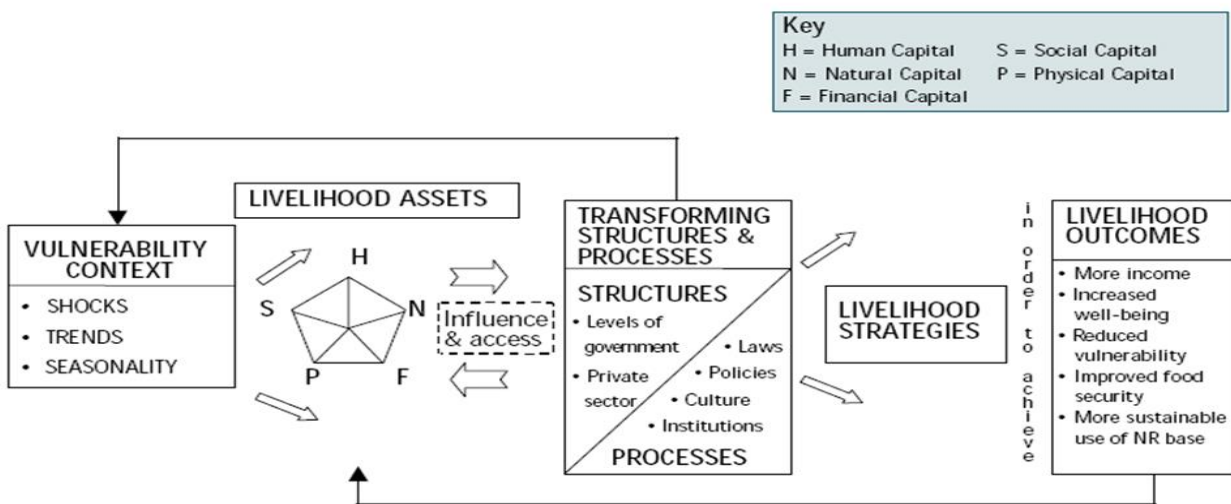 Key
H = Human Capital S = Social Capital
N = Natural Capital P = Physical Capital
F = Financial Capital
LIVELIHOOD ASSETS
VULNERABILITY
CONTEXT
• SHOCKS
• TRENDS
• SEASONALITY
H
S
N
P
F
Influence
& access
TRANSFORMING
STRUCTURES &
PROCESSES
STRUCTURES
• Levels of
government
• Private
sector
• Laws
• Policies
• Culture
• Institutions
PROCESSES
LIVELIHOOD
STRATEGIES
in order to achieve
LIVELIHOOD
OUTCOMES
• More income
• Increased
well-being
• Reduced
vulnerability
• Improved food
security
• More sustainable
use of NR base